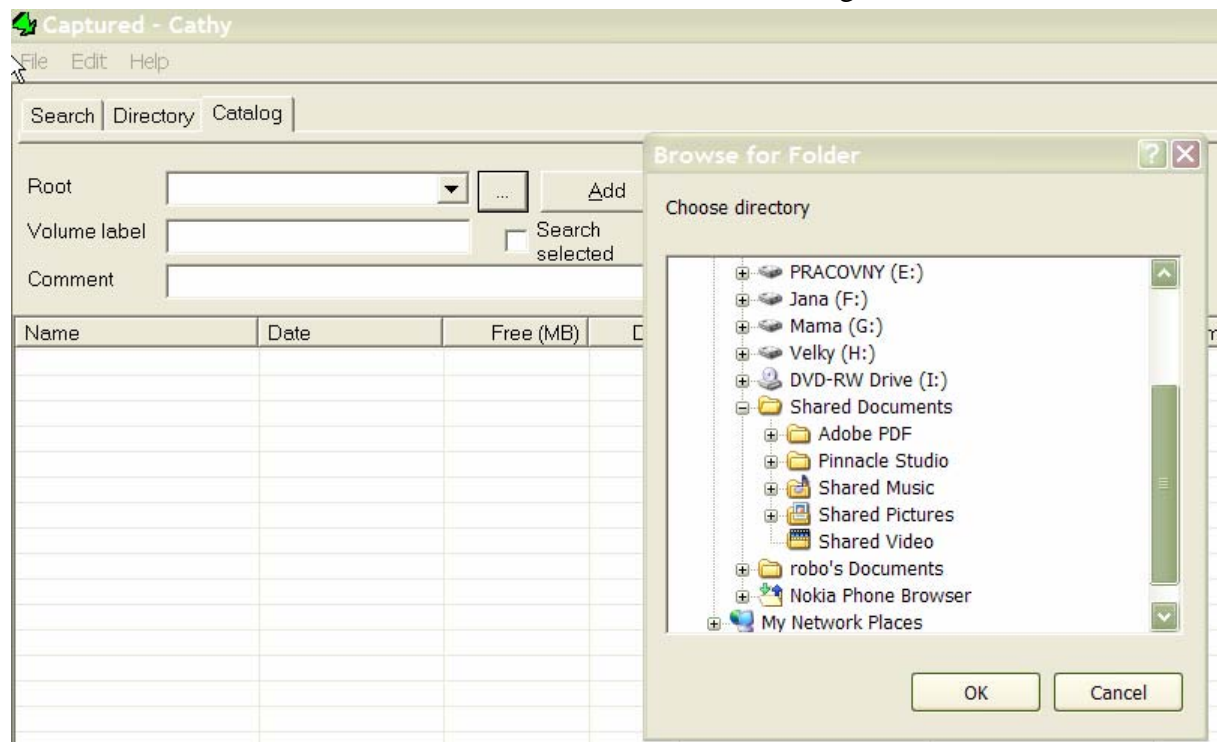 Captured - Cathy
File Edit Help
Search Directory Catalog
Root
... Add
Volume label
Search selected
Comment
Name Date Free (MB)
Browse for Folder
Choose directory
PRACOVNY (E:)
Jana (F:)
Mama (G:)
Velky (H:)
DVD-RW Drive (I:)
Shared Documents
Adobe PDF
Pinnacle Studio
Shared Music
Shared Pictures
Shared Video
robo's Documents
Nokia Phone Browser
My Network Places
OK Cancel